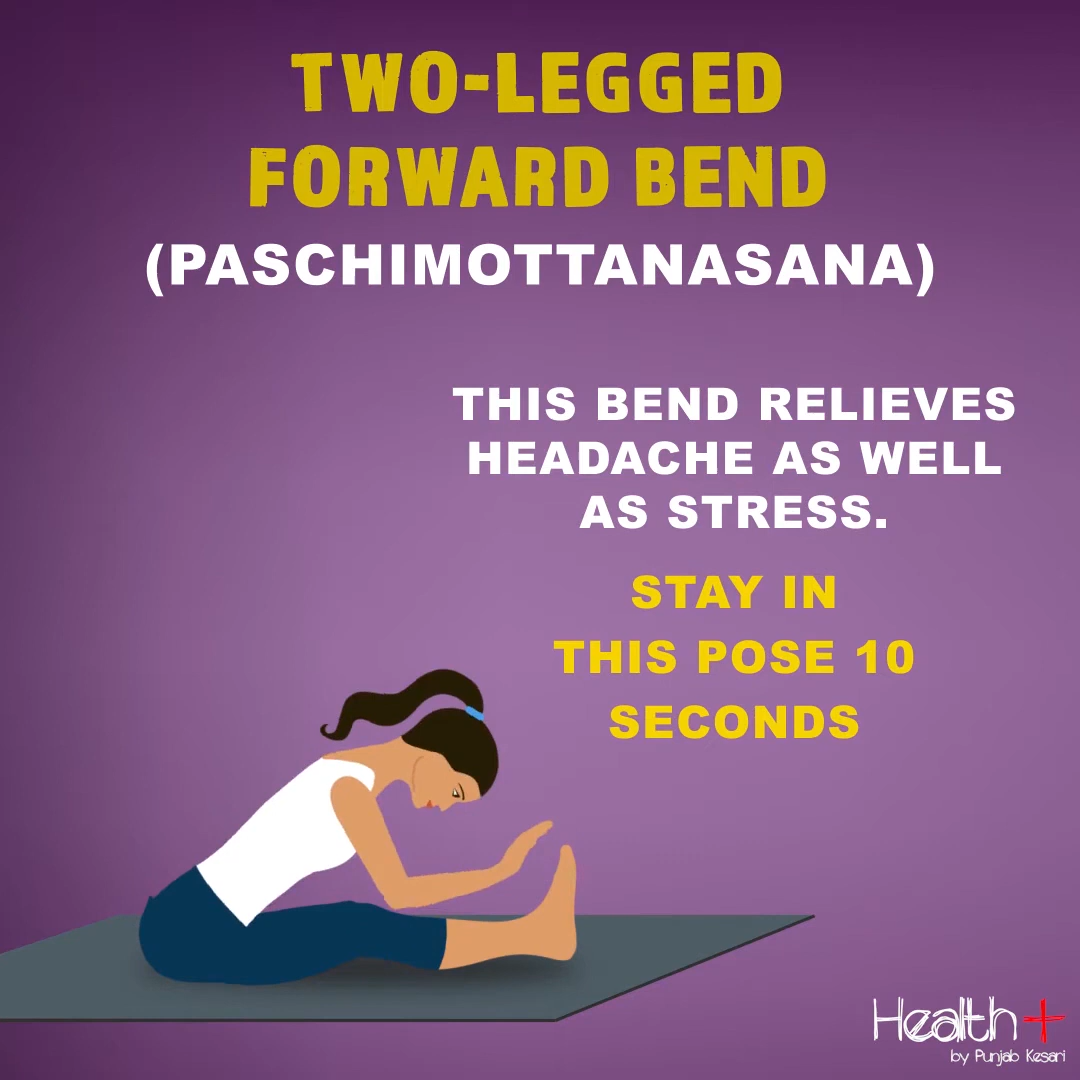 TWO-LEGGED
FORWARD BEND
(PASCHIMOTTANASANA)
THIS BEND RELIEVES
HEADACHE AS WELL
AS STRESS.
STAY IN
THIS POSE 10
SECONDS
Health+
by Punjab Kesari